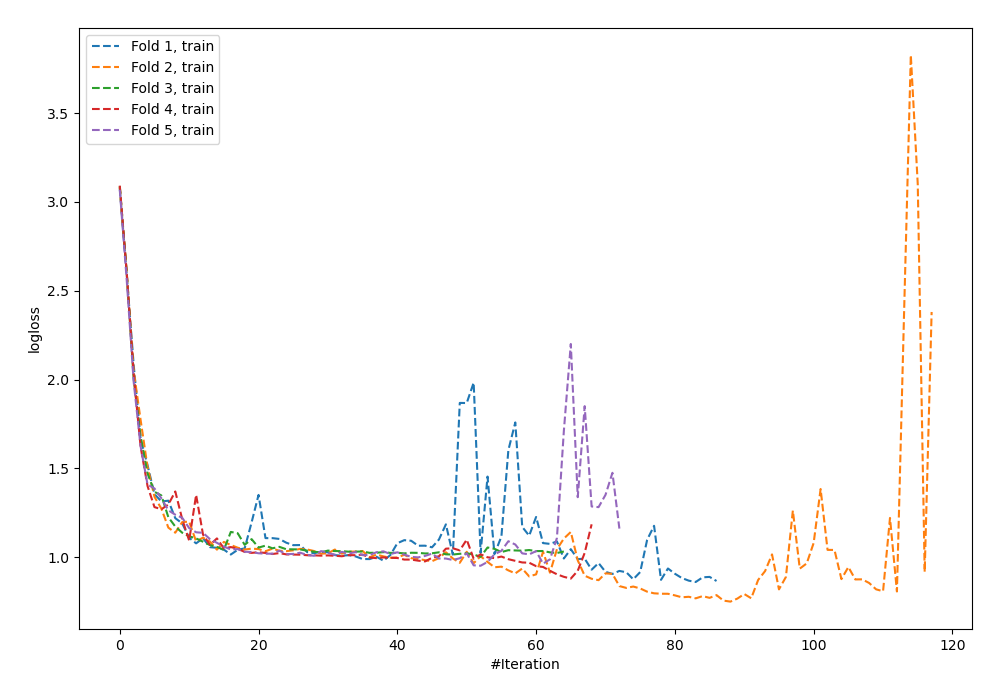 Fold 1, train
Fold 2, train
Fold 3, train
Fold 4, train
Fold 5, train
logloss
3.5
3.0
2.5
2.0
1.5
1.0
0 20 40 60 80 100 120
#Iteration